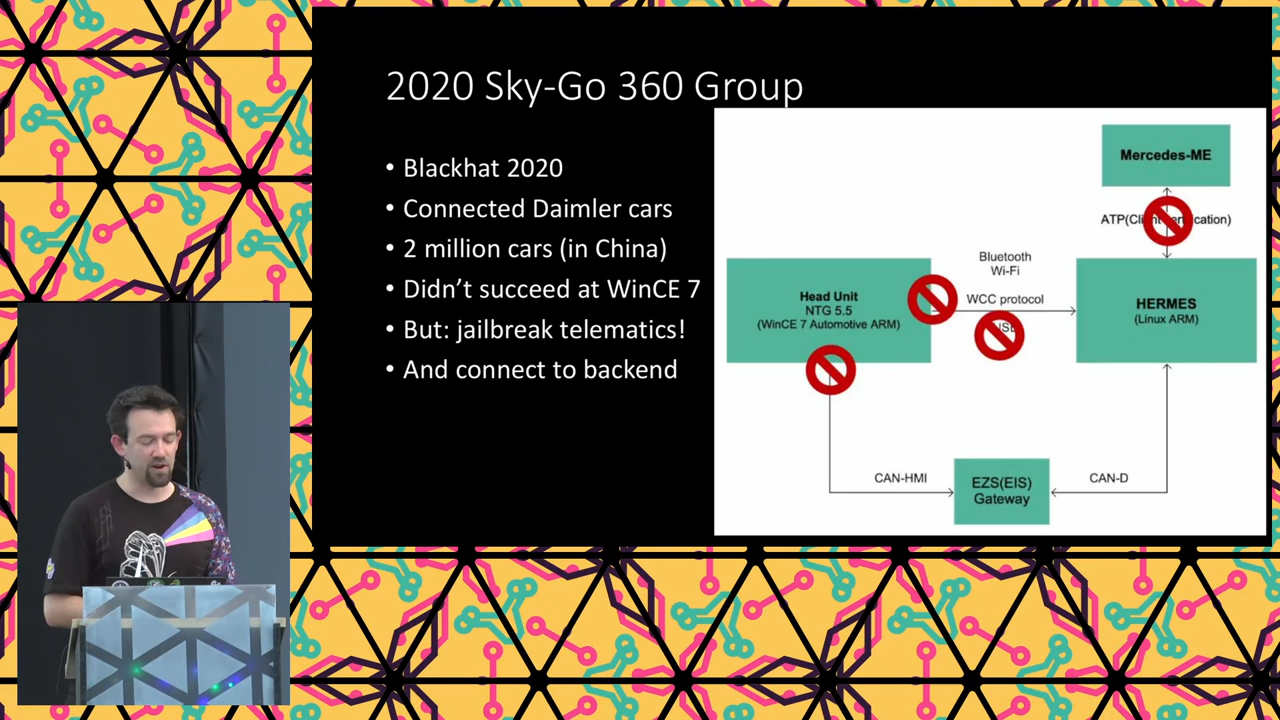 2020 Sky-Go 360 Group
• Blackhat 2020
• Connected Daimler cars
• 2 million cars (in China)
• Didn't succeed at WinCE 7
• But: jailbreak telematics!
• And connect to backend
Mercedes-ME
ATP(Cli cation)
Bluetooth
Wi-Fi
WCC protocol
Head Unit
NTG 5.5
(WinCE 7 Automotive ARM)
HERMES
(Linux ARM)
CAN-HMI
EZS(EIS)
Gateway
CAN-D